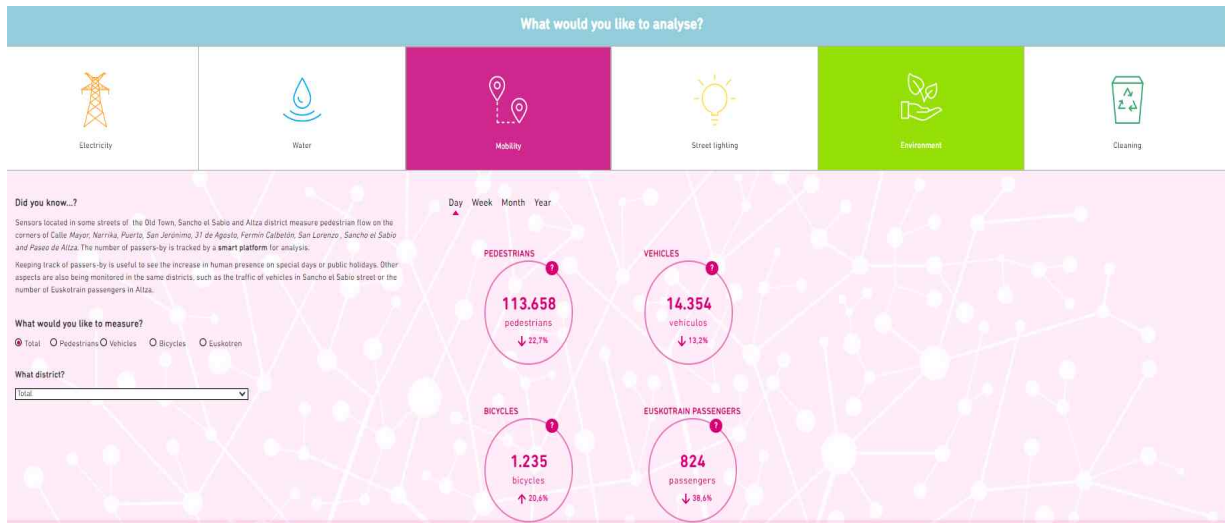 What would you like to analyse?
Electricity
Water
Mobility
Street lighting
Environment
Cleaning
Did you know...?
Sensors located in some streets of the Old Town, Sancho el Sabio and Altza district measure pedestrian flow on the
corners of Calle Mayor, Narrika, Puerto, San Jerónimo, 31 de Agosto, Fermín Calbetón, San Lorenzo , Sancho el Sabio
and Paseo de Altza. The number of passers-by is tracked by a smart platform for analysis.
Keeping track of passers-by is useful to see the increase in human presence on special days or public holidays. Other
aspects are also being monitored in the same districts, such as the traffic of vehicles in Sancho el Sabio street or the
number of Euskotrain passengers in Altza.
What would you like to measure?
Total Pedestrians Vehicles Bicycles Euskotren
What district?
Total
Day Week Month Year
PEDESTRIANS
?
113.658
pedestrians
↓ 22,7%
VEHICLES
?
14.354
vehiculos
↓ 13,2%
BICYCLES
?
1.235
bicycles
↑ 20,6%
EUSKOTRAIN PASSENGERS
?
824
passengers
↓ 38,6%